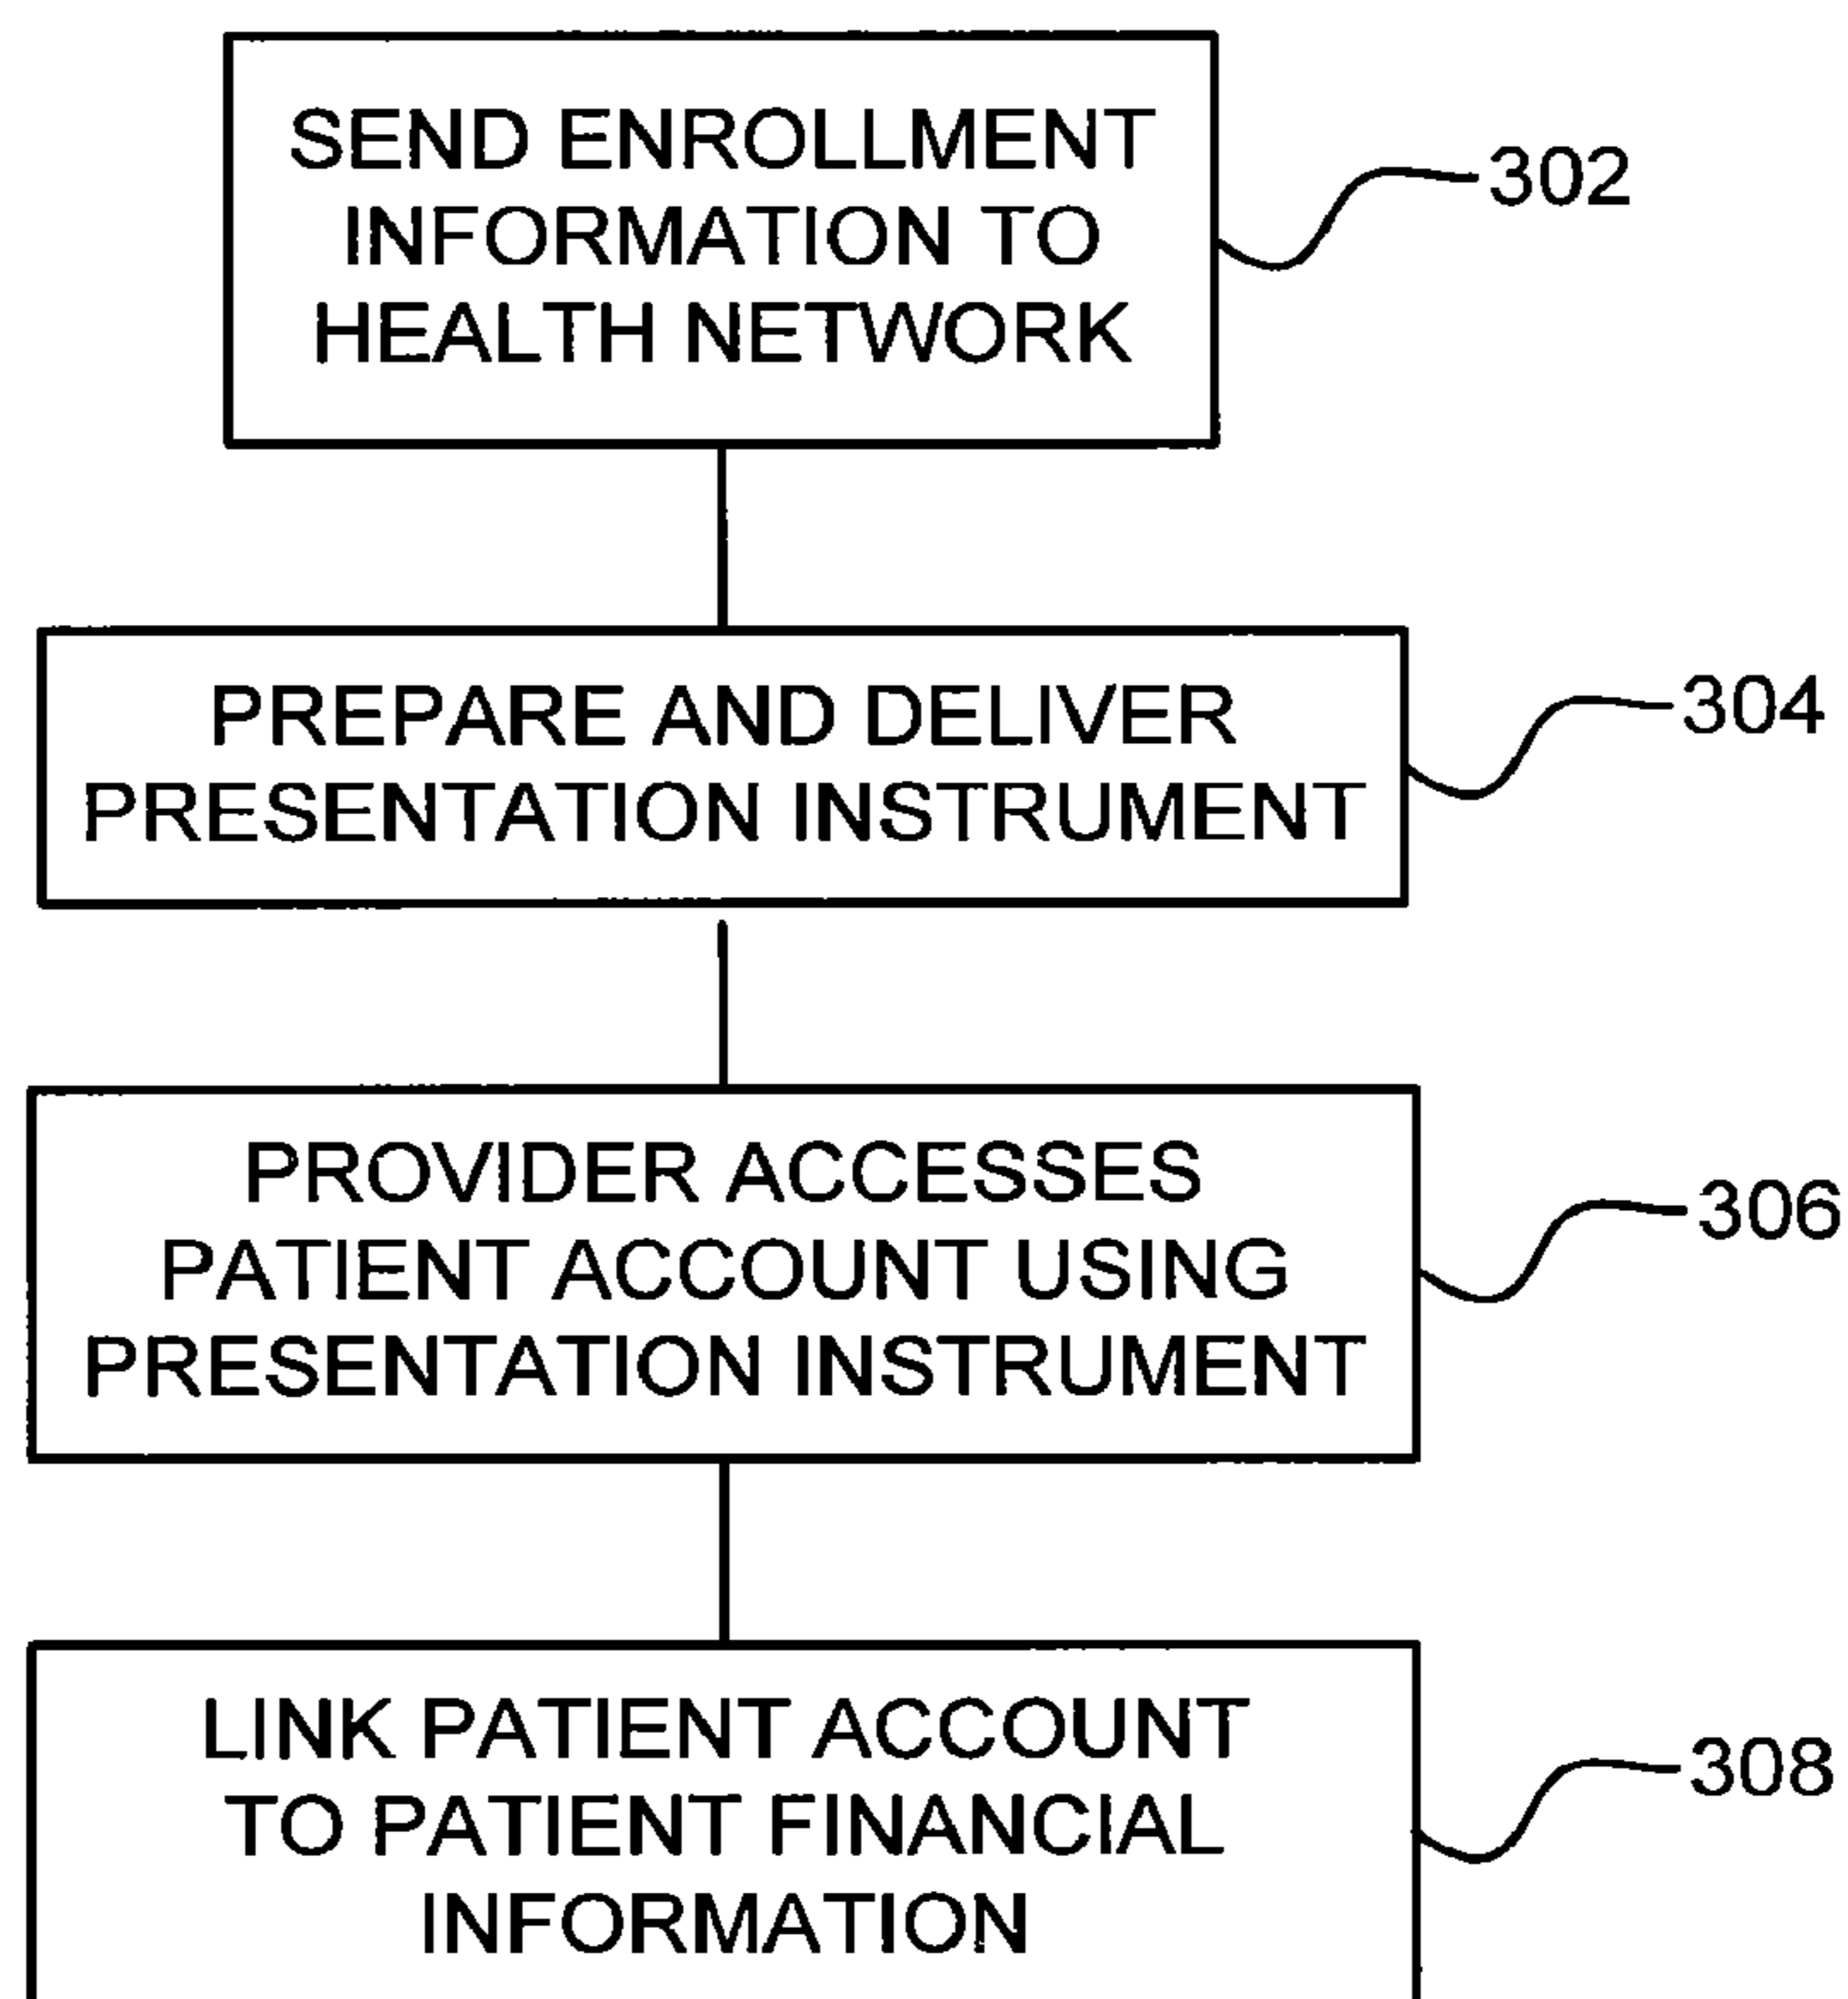 SEND ENROLLMENT
INFORMATION TO
HEALTH NETWORK
302
PREPARE AND DELIVER
PRESENTATION INSTRUMENT
304
PROVIDER ACCESSES
PATIENT ACCOUNT USING
PRESENTATION INSTRUMENT
306
LINK PATIENT ACCOUNT
TO PATIENT FINANCIAL
INFORMATION
308